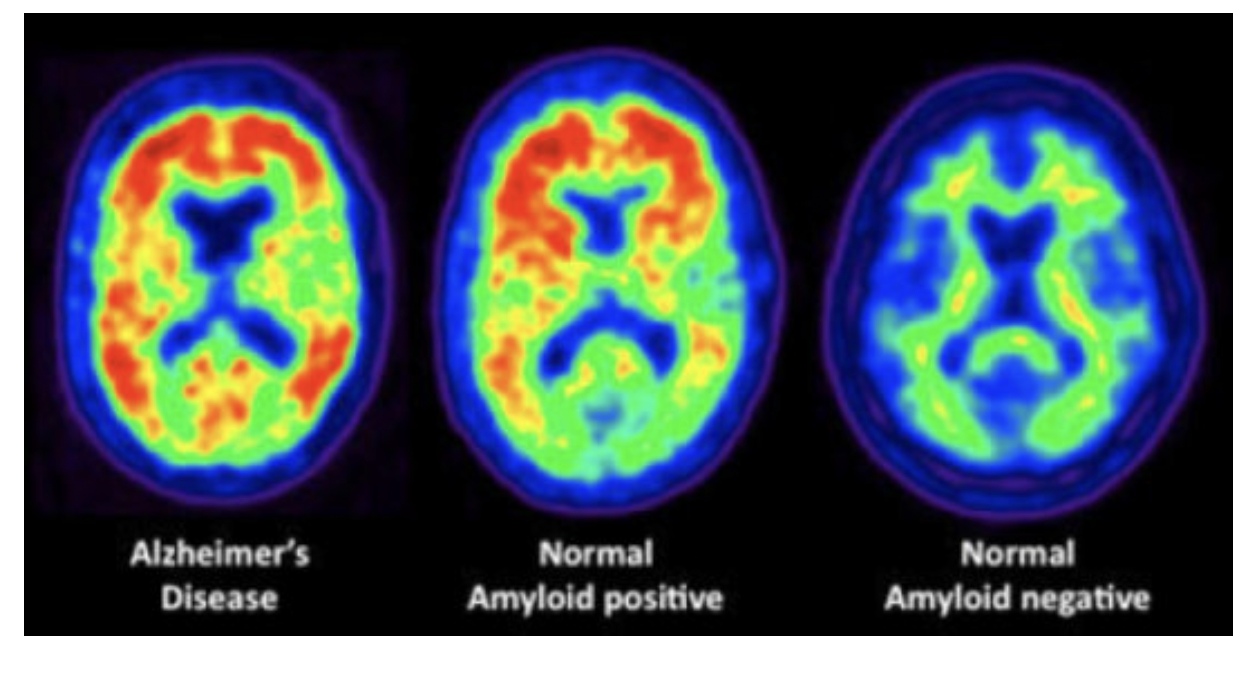 Alzheimer's
Disease
Normal
Amyloid positive
Normal
Amyloid negative